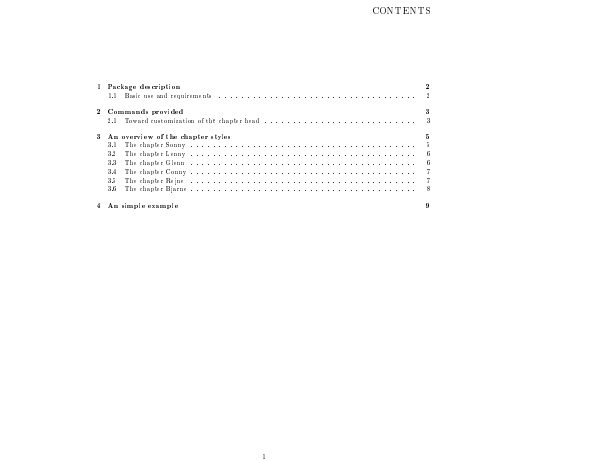 CONTENTS
1 Package description 2
1.1 Basic use and requirements . . . . . . . . . . . . . . . . . . . . . . . . . . . . . . . . . . . 2
2 Commands provided 3
2.1 Toward customization of the chapter head . . . . . . . . . . . . . . . . . . . . . . . . . . . 3
3 An overview of the chapter styles 5
3.1 The chapter Sonny . . . . . . . . . . . . . . . . . . . . . . . . . . . . . . . . . . . . . . . . 5
3.2 The chapter Lenny . . . . . . . . . . . . . . . . . . . . . . . . . . . . . . . . . . . . . . . . 6
3.3 The chapter Glenn . . . . . . . . . . . . . . . . . . . . . . . . . . . . . . . . . . . . . . . . 6
3.4 The chapter Conny . . . . . . . . . . . . . . . . . . . . . . . . . . . . . . . . . . . . . . . . 7
3.5 The chapter Rejne . . . . . . . . . . . . . . . . . . . . . . . . . . . . . . . . . . . . . . . . 7
3.6 The chapter Bjarne . . . . . . . . . . . . . . . . . . . . . . . . . . . . . . . . . . . . . . . . 8
4 An simple example 9
1